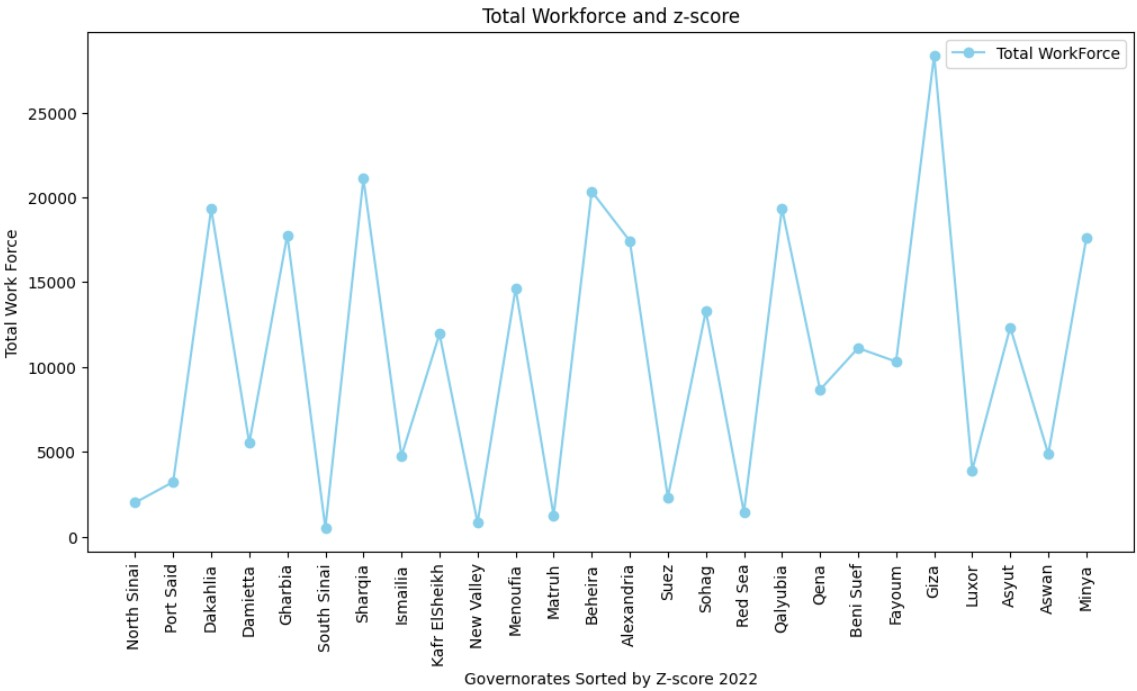 Total Workforce and z-score
Total WorkForce
25000
20000
15000
10000
5000
0
Total Work Force
North Sinai
Port Said
Dakahlia
Damietta
Gharbia
South Sinai
Sharqia
Ismailia
Kafr ElSheikh
New Valley
Menoufia
Matruh
Beheira
Alexandria
Suez
Sohag
Red Sea
Qalyubia
Qena
Beni Suef
Fayoum
Giza
Luxor
Asyut
Aswan
Minya
Governorates Sorted by Z-score 2022